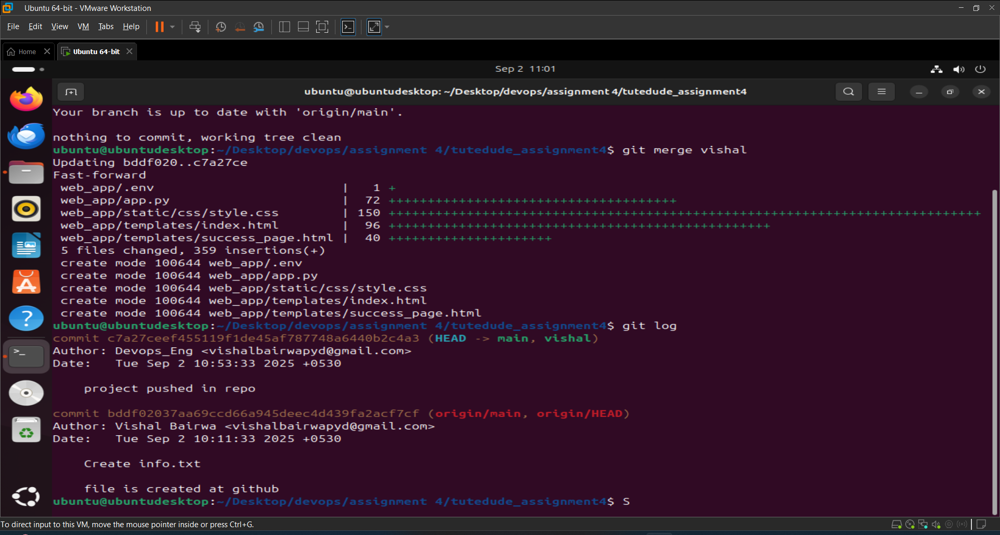 Ubuntu 64-bit - VMware Workstation
File Edit View VM Tabs Help
Home
Ubuntu 64-bit
Sep 2 11:01
ubuntu@ubuntudesktop: ~/Desktop/devops/assignment 4/tutedude_assignment4
Your branch is up to date with 'origin/main'.
nothing to commit, working tree clean
ubuntu@ubuntudesktop:~/Desktop/devops/assignment 4/tutedude_assignment4$ git merge vishal
Updating bddf020..c7a27ce
Fast-forward
web_app/.env | 1 +
web_app/app.py | 72 +++++++++++++++++++++++++++++++++++++
web_app/static/css/style.css | 150 ++++++++++++++++++++++++++++++++++++++++++++++++++++++++++++++++++++++++++++
web_app/templates/index.html | 96 +++++++++++++++++++++++++++++++++++++++++++++++++
web_app/templates/success_page.html | 40 +++++++++++++++++++++
5 files changed, 359 insertions(+)
create mode 100644 web_app/.env
create mode 100644 web_app/app.py
create mode 100644 web_app/static/css/style.css
create mode 100644 web_app/templates/index.html
create mode 100644 web_app/templates/success_page.html
ubuntu@ubuntudesktop:~/Desktop/devops/assignment 4/tutedude_assignment4$ git log
commit c7a27ceef455119f1de45af787748a6440b2c4a3 (HEAD -> main, vishal)
Author: Devops_Eng <vishalbairwapyd@gmail.com>
Date: Tue Sep 2 10:53:33 2025 +0530
project pushed in repo
commit bddf02037aa69ccd66a945deec4d439fa2acf7cf (origin/main, origin/HEAD)
Author: Vishal Bairwa <vishalbairwapyd@gmail.com>
Date: Tue Sep 2 10:11:33 2025 +0530
Create info.txt
file is created at github
ubuntu@ubuntudesktop:~/Desktop/devops/assignment 4/tutedude_assignment4$ S
To direct input to this VM, move the mouse pointer inside or press Ctrl+G.